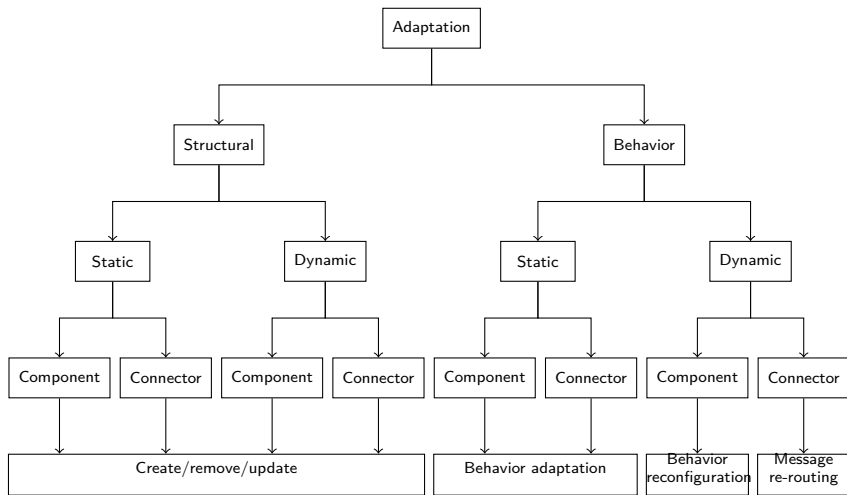 Adaptation
Structural
Behavior
Static
Dynamic
Static
Dynamic
Component
Connector
Component
Connector
Component
Connector
Component
Connector
Create/remove/update
Behavior adaptation
Behavior
reconfiguration
Message
re-routing